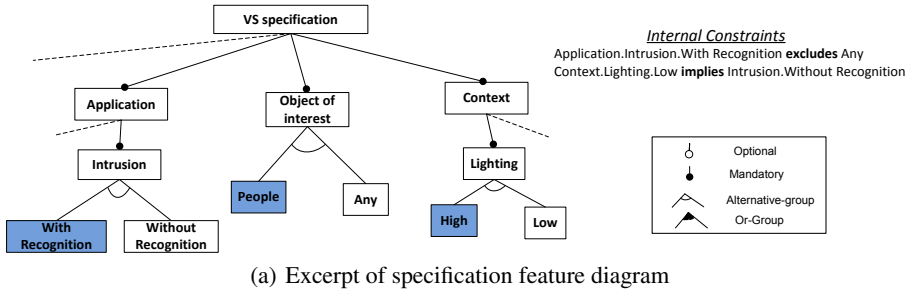 VS specification
Internal Constraints
Application.Intrusion.With Recognition excludes Any
Context.Lighting.Low implies Intrusion.Without Recognition
Application
Object of
interest
Context
Intrusion
Lighting
People
Any
High
Low
With
Recognition
Without
Recognition
Optional
Mandatory
Alternative-group
Or-Group
(a) Excerpt of specification feature diagram